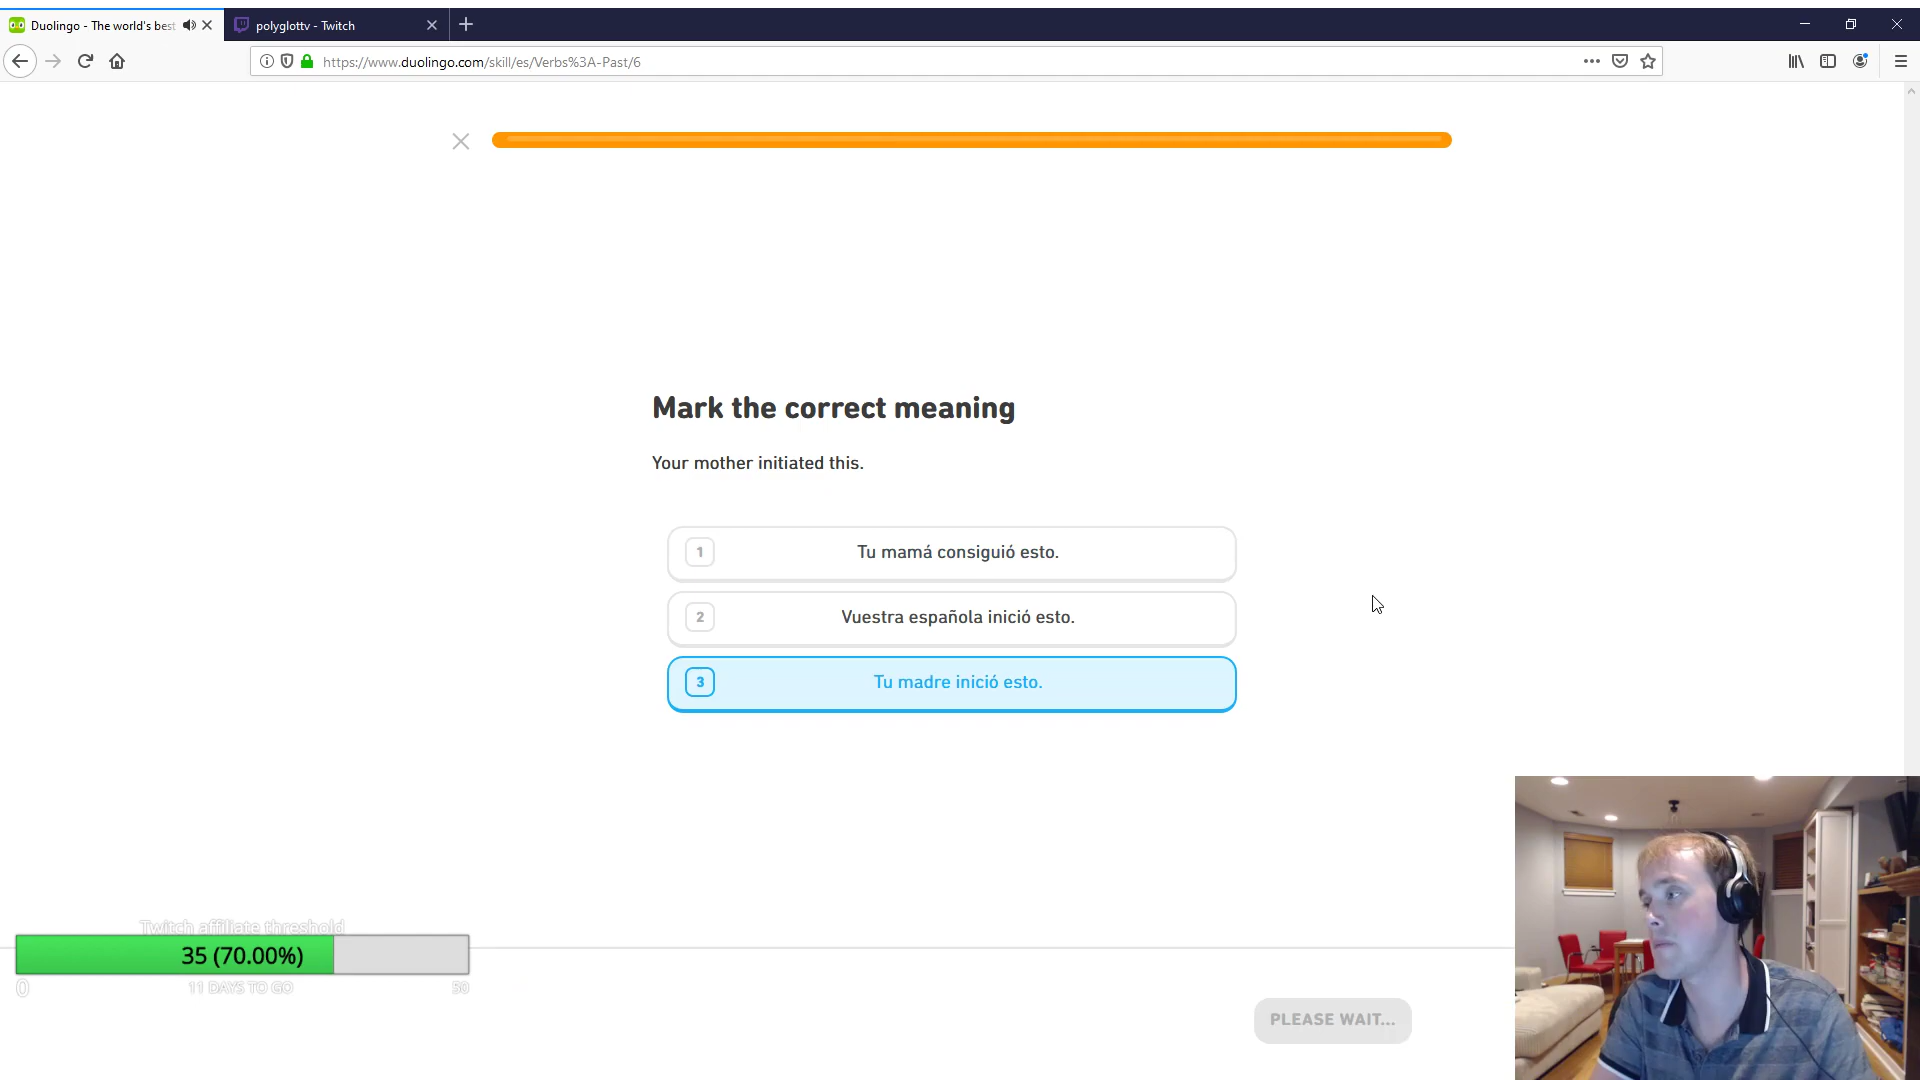 Duolingo - The world's best
polyglottv - Twitch
https://www.duolingo.com/skill/es/Verbs%3A-Past/6
Mark the correct meaning
Your mother initiated this.
1 Tu mamá consiguió esto.
2 Vuestra española inició esto.
3 Tu madre inició esto.
Twitch affiliate threshold
35 (70.00%)
0 11 DAYS TO GO 50
PLEASE WAIT...